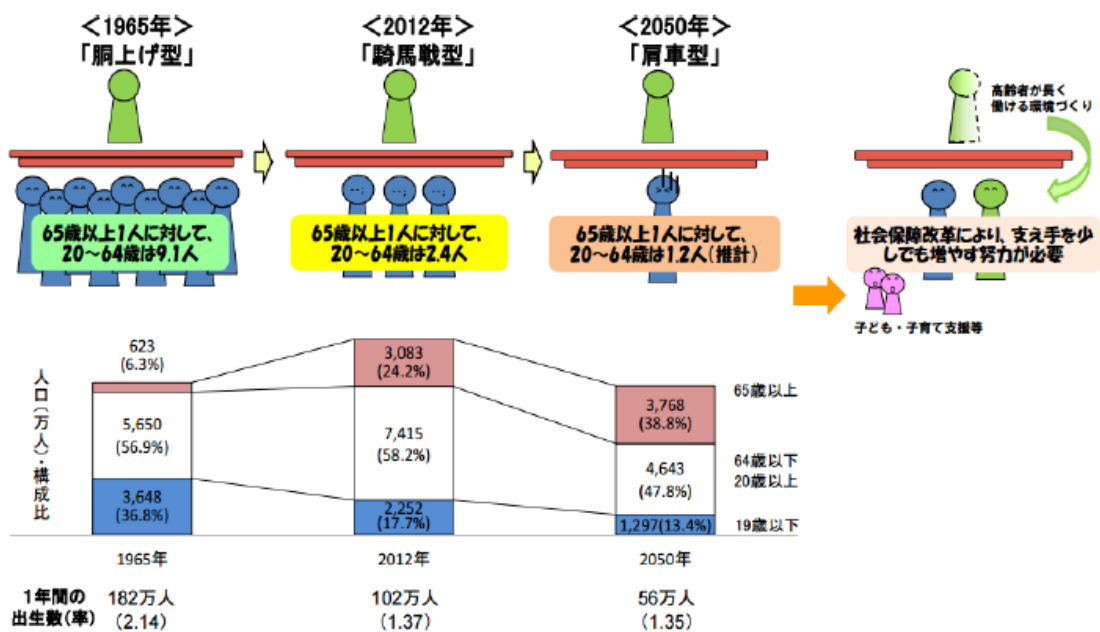 ＜1965年＞
「胴上げ型」
＜2012年＞
「騎馬戦型」
＜2050年＞
「肩車型」
高齢者が長く
働ける環境づくり
65歳以上1人に対して、
20～64歳は9.1人
65歳以上1人に対して、
20～64歳は2.4人
65歳以上1人に対して、
20～64歳は1.2人(推計)
社会保障改革により、支え手を少
しでも増やす努力が必要
子ども・子育て支援等
人口(万人)・構成比
623
(6.3%)
5,650
(56.9%)
3,648
(36.8%)
3,083
(24.2%)
7,415
(58.2%)
2,252
(17.7%)
3,768
(38.8%)
4,643
(47.8%)
1,297(13.4%)
65歳以上
64歳以下
20歳以上
19歳以下
1965年
2012年
2050年
1年間の
出生数(率)
182万人
(2.14)
102万人
(1.37)
56万人
(1.35)